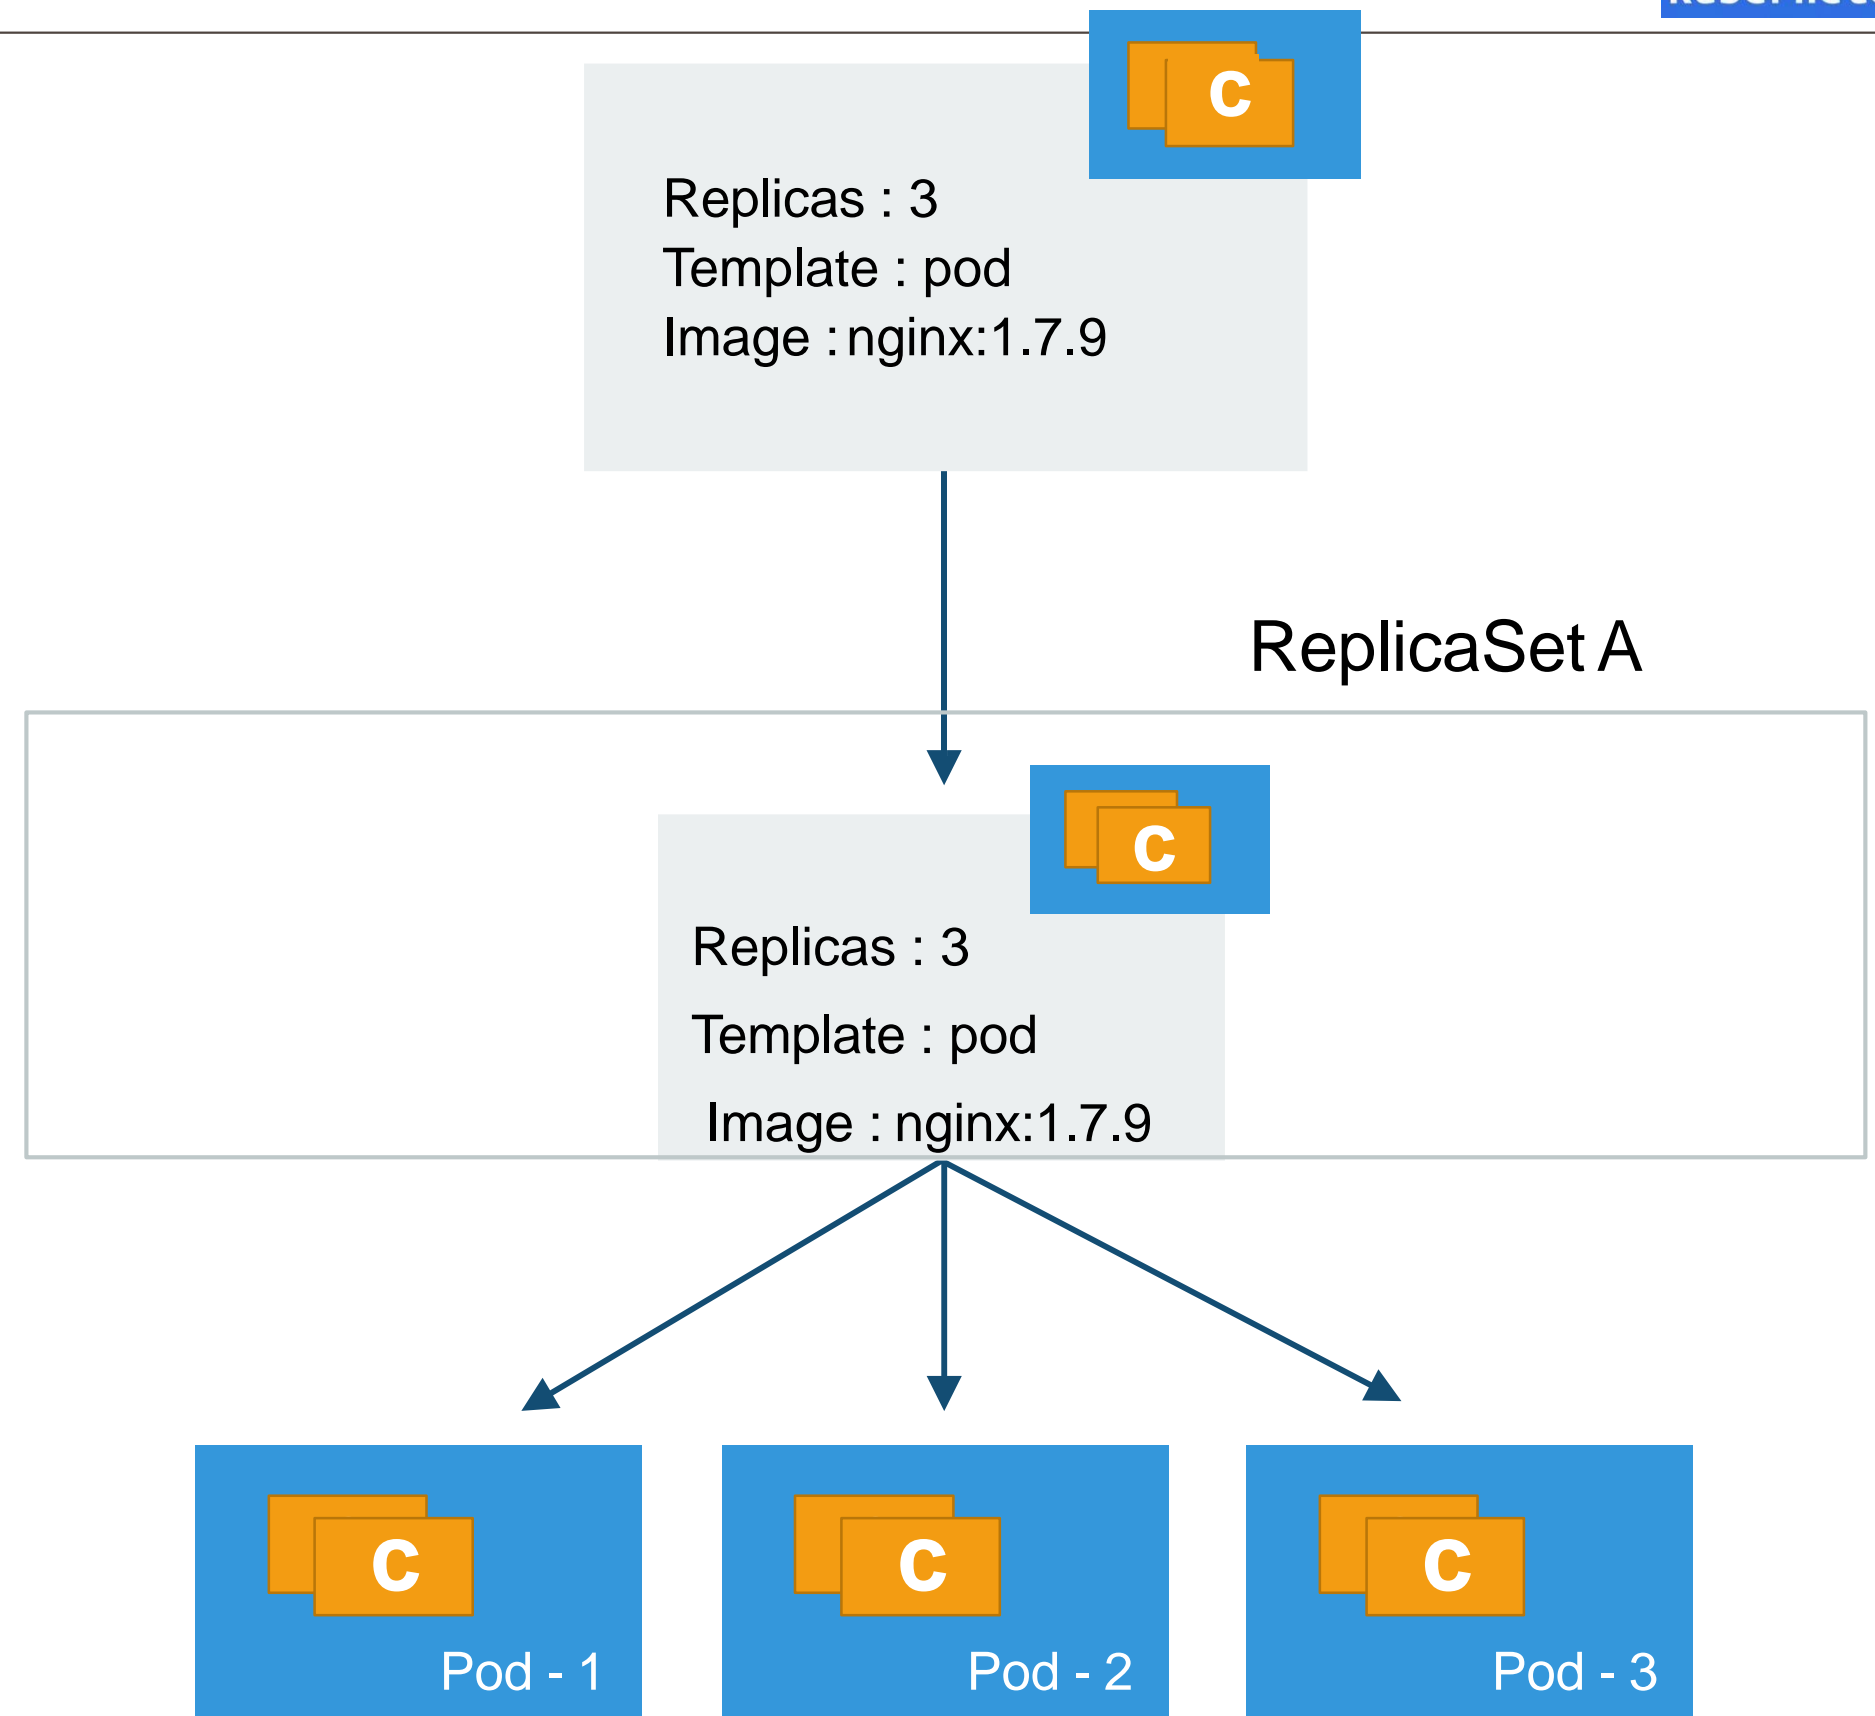 C
Replicas : 3
Template : pod
Image : nginx:1.7.9
ReplicaSet A
C
Replicas : 3
Template : pod
Image : nginx:1.7.9
C
C
C
Pod - 1
Pod - 2
Pod - 3